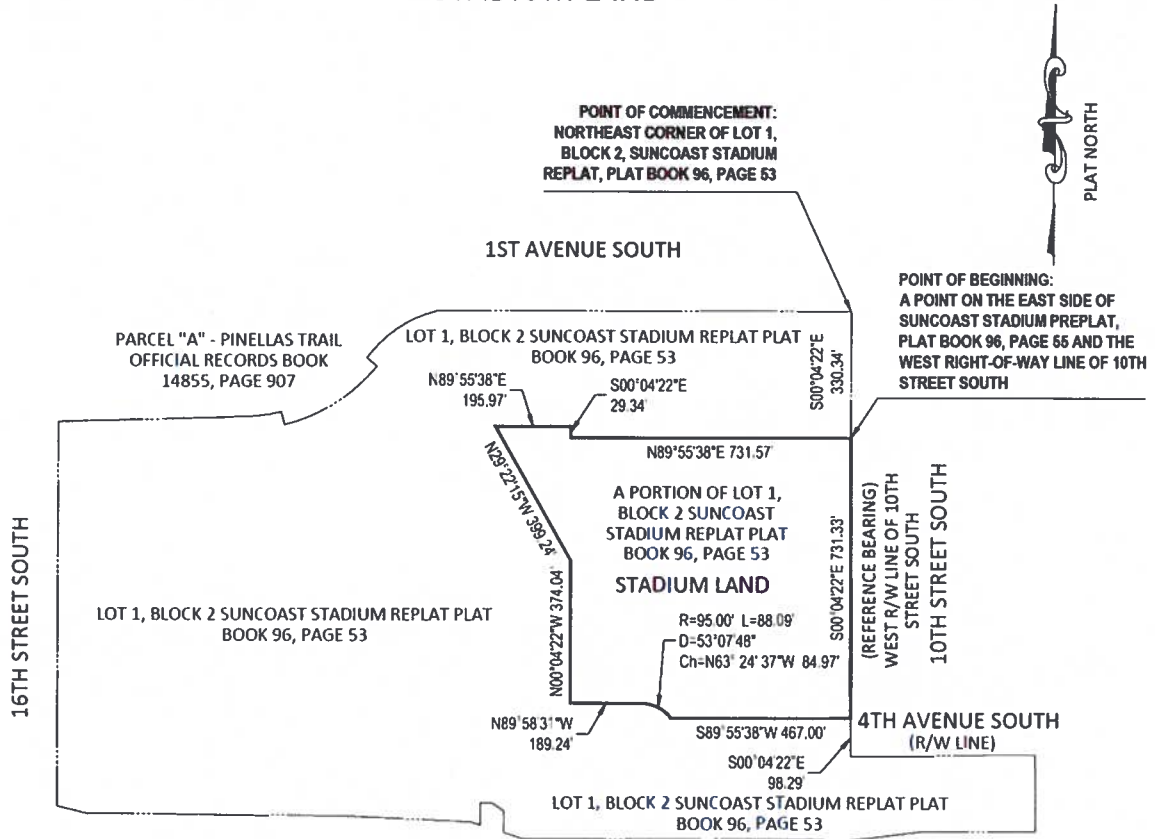 POINT OF COMMENCEMENT:
NORTHEAST CORNER OF LOT 1,
BLOCK 2, SUNCOAST STADIUM
REPLAT, PLAT BOOK 96, PAGE 53
PLAT NORTH
1ST AVENUE SOUTH
POINT OF BEGINNING:
A POINT ON THE EAST SIDE OF
SUNCOAST STADIUM PREPLAT,
PLAT BOOK 96, PAGE 55 AND THE
WEST RIGHT-OF-WAY LINE OF 10TH
STREET SOUTH
PARCEL "A" - PINELLAS TRAIL
OFFICIAL RECORDS BOOK
14855, PAGE 907
LOT 1, BLOCK 2 SUNCOAST STADIUM REPLAT PLAT
BOOK 96, PAGE 53
S00°04'22"E
330.34'
N89°55'38"E
195.97'
S00°04'22"E
29.34'
N89°55'38"E 731.57'
N29°22'15"W 399.24'
A PORTION OF LOT 1,
BLOCK 2 SUNCOAST
STADIUM REPLAT PLAT
BOOK 96, PAGE 53
STADIUM LAND
S00°04'22"E 731.33'
(REFERENCE BEARING)
WEST R/W LINE OF 10TH
STREET SOUTH
10TH STREET SOUTH
16TH STREET SOUTH
LOT 1, BLOCK 2 SUNCOAST STADIUM REPLAT PLAT
BOOK 96, PAGE 53
N00°04'22"W 374.04'
R=95.00' L=88.09'
D=53°07'48"
Ch=N63° 24' 37"W 84.97'
N89°58'31"W
189.24'
S89°55'38"W 467.00'
4TH AVENUE SOUTH
(R/W LINE)
S00°04'22"E
98.29'
LOT 1, BLOCK 2 SUNCOAST STADIUM REPLAT PLAT
BOOK 96, PAGE 53